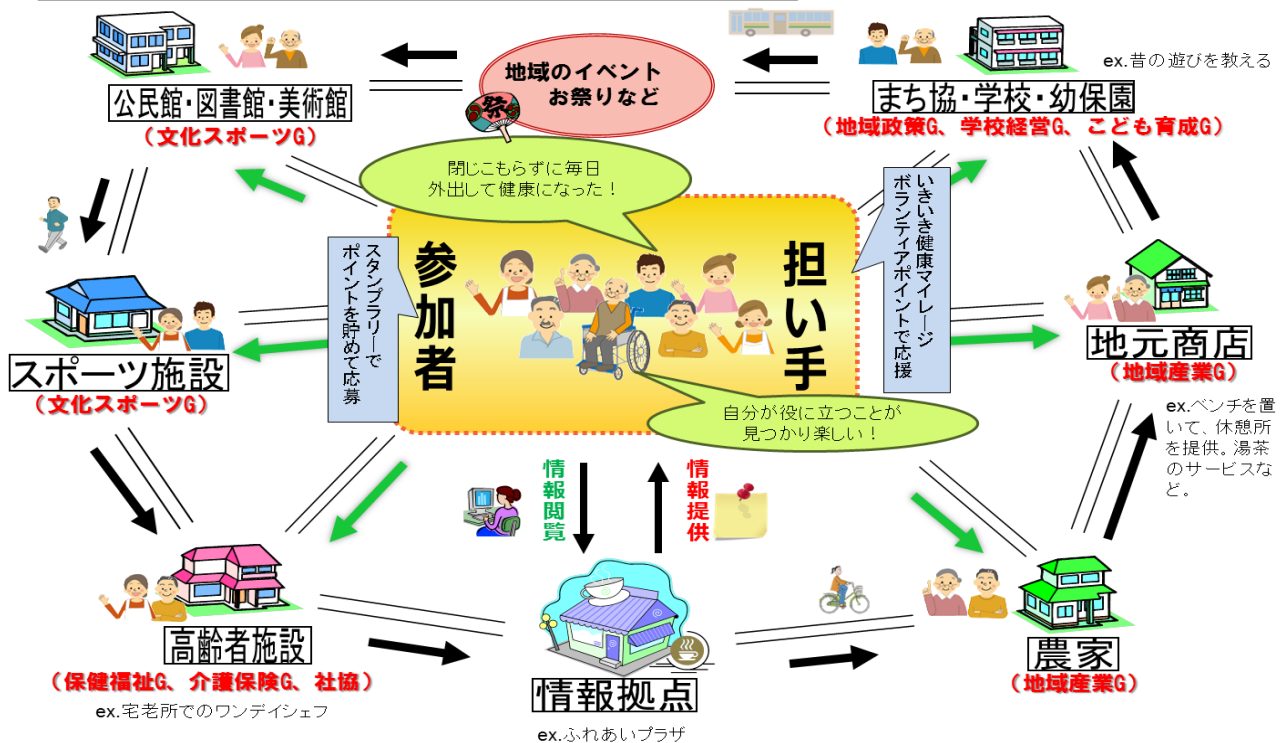 地域のイベント
お祭りなど
祭
公民館・図書館・美術館
（文化スポーツG）
まち協・学校・幼保園
（地域政策G、学校経営G、こども育成G）
ex.昔の遊びを教える
閉じこもらずに毎日
外出して健康になった！
いきいき健康マイレージ
ボランティアポイントで応援
スタンプラリーで
ポイントを貯めて応募
参加者
担い手
スポーツ施設
（文化スポーツG）
地元商店
（地域産業G）
ex.ベンチを置
いて、休憩所
を提供。湯茶
のサービスな
ど。
自分が役に立つことが
見つかり楽しい！
情報閲覧
情報提供
高齢者施設
（保健福祉G、介護保険G、社協）
ex.宅老所でのワンデイシェフ
情報拠点
ex.ふれあいプラザ
農家
（地域産業G）